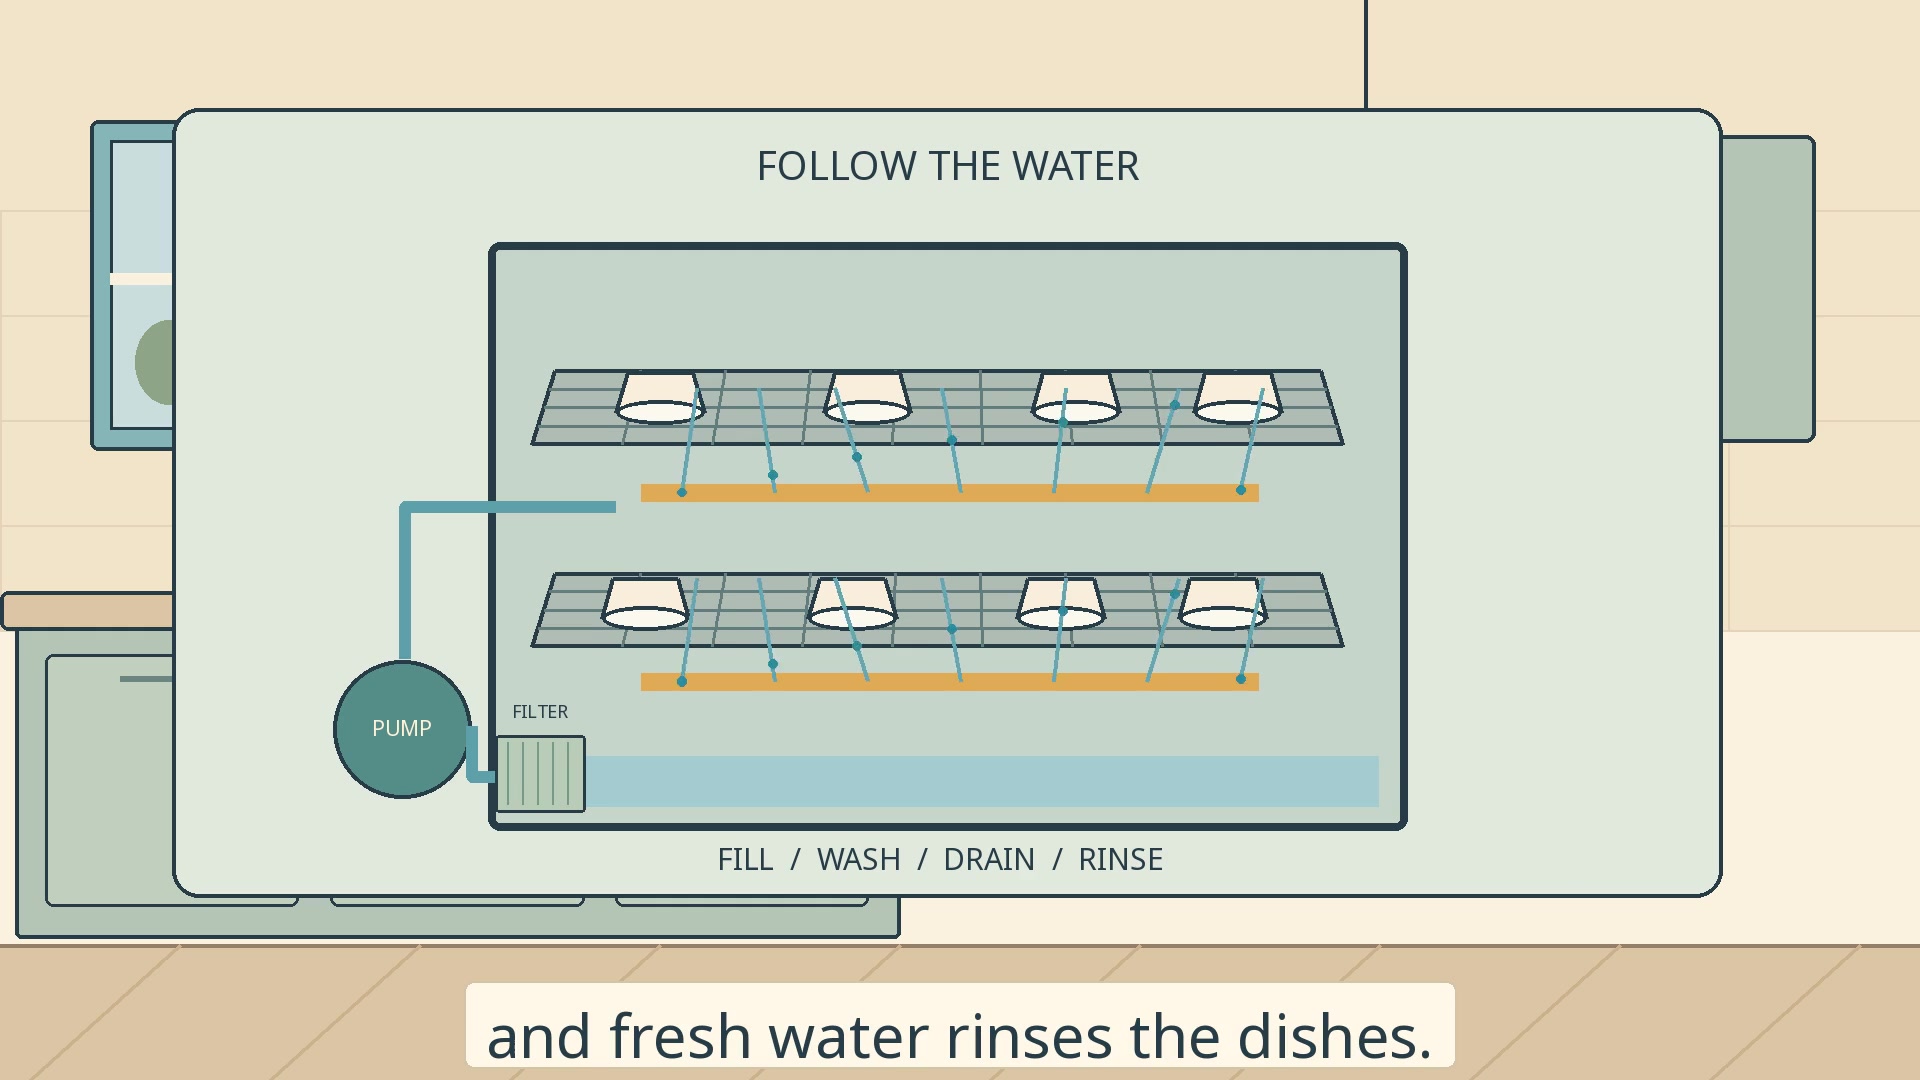 FOLLOW THE WATER
PUMP
FILTER
FILL / WASH / DRAIN / RINSE
and fresh water rinses the dishes.